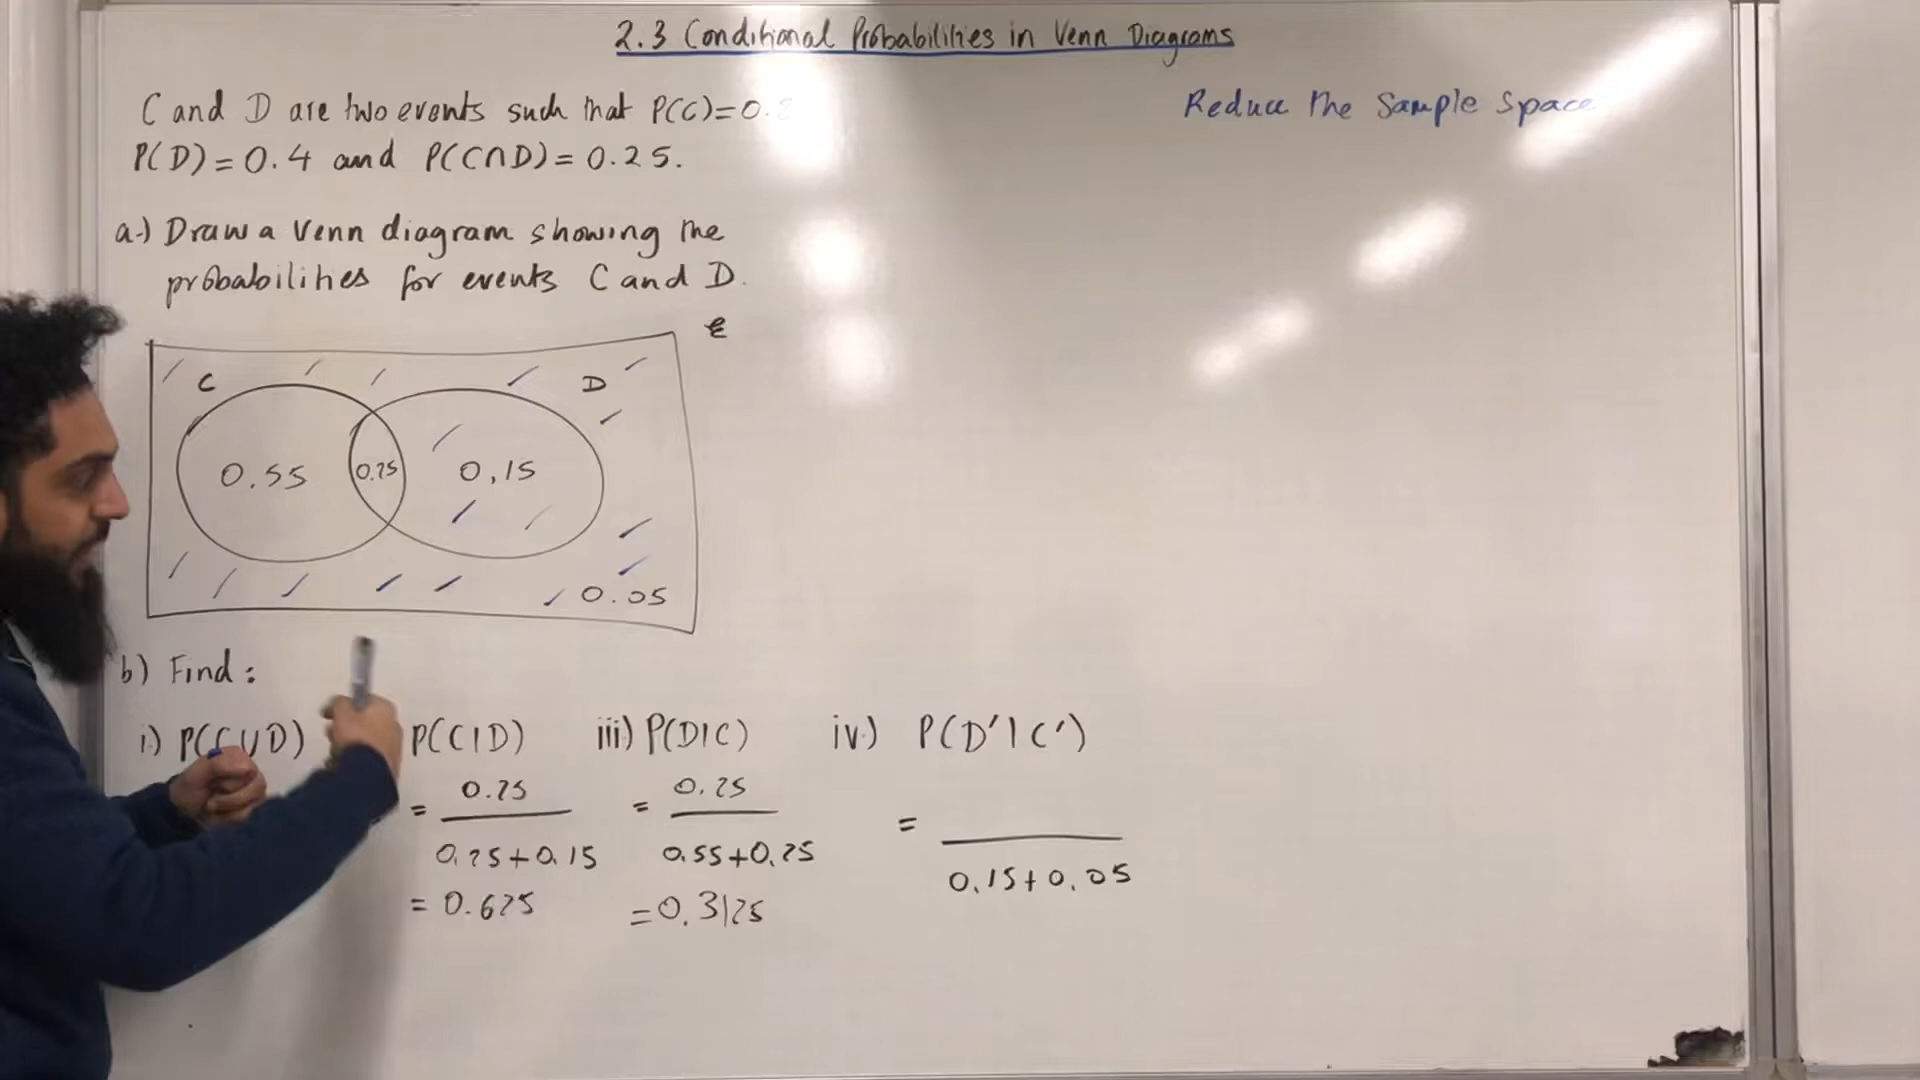 2.3 Conditional Probabilities in Venn Diagrams
C and D are two events such that P(C)=0.8
P(D)=0.4 and P(C∩D)=0.25.
Reduce the Sample Space
a.) Draw a Venn diagram showing the
probabilities for events C and D.
ℰ
C D
0.55 0.25 0.15
0.05
b) Find:
i.) P(C∪D) P(C|D) iii) P(D|C) iv.) P(D'|C')
= 0.25 / 0.25+0.15
= 0.625
= 0.25 / 0.55+0.25
= 0.3125
= / 0.15+0.05